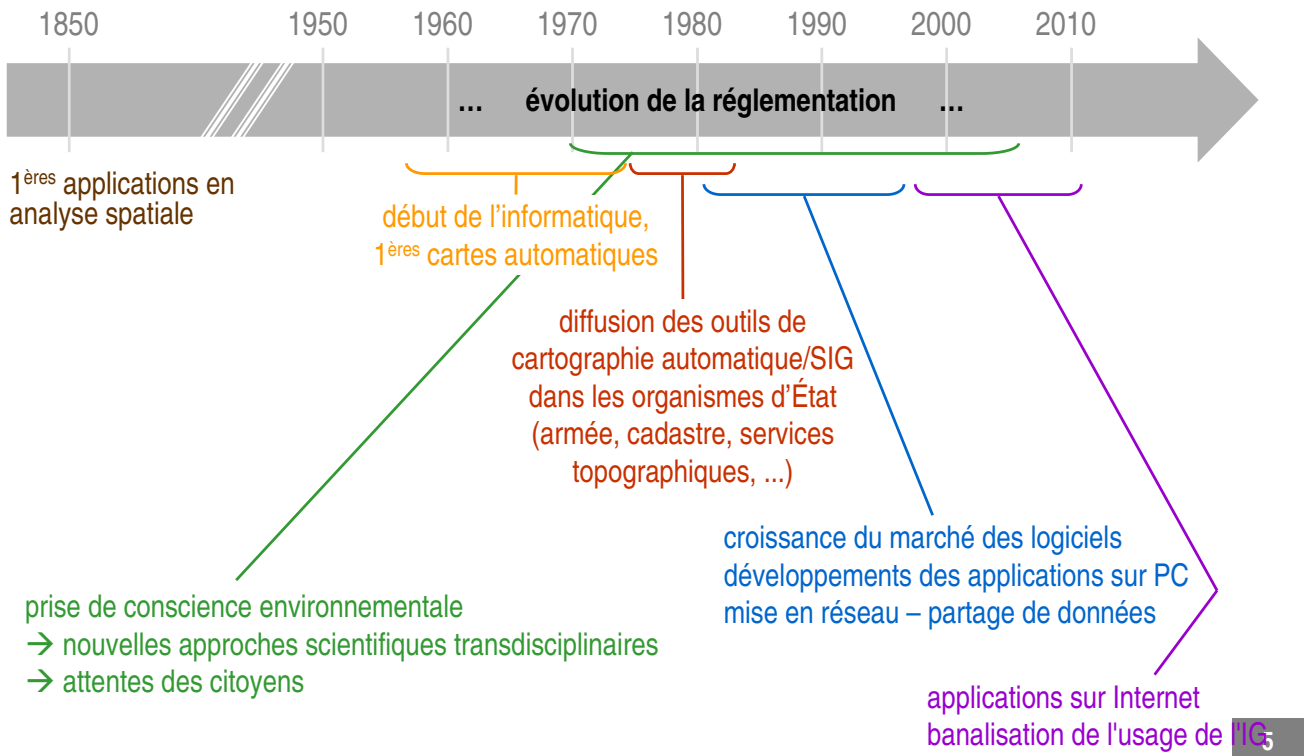 1850 1950 1960 1970 1980 1990 2000 2010
... évolution de la réglementation ...
1ères applications en
analyse spatiale
début de l'informatique,
1ères cartes automatiques
diffusion des outils de
cartographie automatique/SIG
dans les organismes d'État
(armée, cadastre, services
topographiques, ...)
croissance du marché des logiciels
développements des applications sur PC
mise en réseau – partage de données
prise de conscience environnementale
→ nouvelles approches scientifiques transdisciplinaires
→ attentes des citoyens
applications sur Internet
banalisation de l'usage de l'IG
5